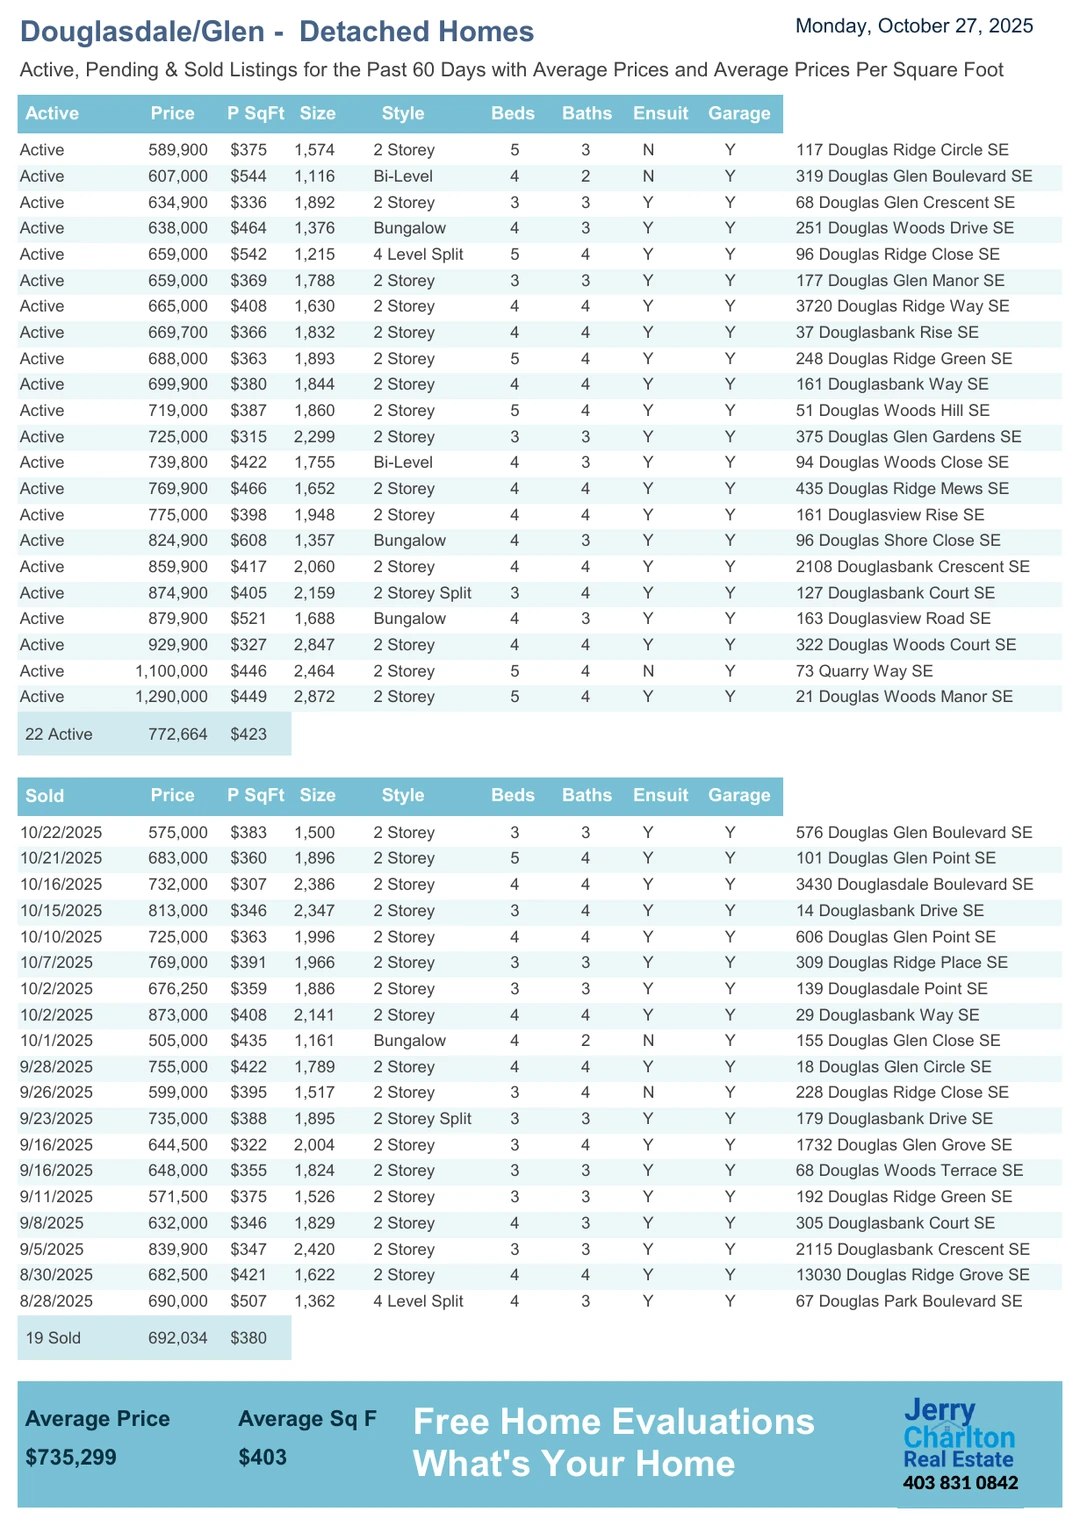 Douglasdale/Glen -  Detached Homes
Monday, October 27, 2025
Active, Pending & Sold Listings for the Past 60 Days with Average Prices and Average Prices Per Square Foot
Active Price P SqFt Size Style Beds Baths Ensuit Garage
Active 589,900 $375 1,574 2 Storey 5 3 N Y 117 Douglas Ridge Circle SE
Active 607,000 $544 1,116 Bi-Level 4 2 N Y 319 Douglas Glen Boulevard SE
Active 634,900 $336 1,892 2 Storey 3 3 Y Y 68 Douglas Glen Crescent SE
Active 638,000 $464 1,376 Bungalow 4 3 Y Y 251 Douglas Woods Drive SE
Active 659,000 $542 1,215 4 Level Split 5 4 Y Y 96 Douglas Ridge Close SE
Active 659,000 $369 1,788 2 Storey 3 3 Y Y 177 Douglas Glen Manor SE
Active 665,000 $408 1,630 2 Storey 4 4 Y Y 3720 Douglas Ridge Way SE
Active 669,700 $366 1,832 2 Storey 4 4 Y Y 37 Douglasbank Rise SE
Active 688,000 $363 1,893 2 Storey 5 4 Y Y 248 Douglas Ridge Green SE
Active 699,900 $380 1,844 2 Storey 4 4 Y Y 161 Douglasbank Way SE
Active 719,000 $387 1,860 2 Storey 5 4 Y Y 51 Douglas Woods Hill SE
Active 725,000 $315 2,299 2 Storey 3 3 Y Y 375 Douglas Glen Gardens SE
Active 739,800 $422 1,755 Bi-Level 4 3 Y Y 94 Douglas Woods Close SE
Active 769,900 $466 1,652 2 Storey 4 4 Y Y 435 Douglas Ridge Mews SE
Active 775,000 $398 1,948 2 Storey 4 4 Y Y 161 Douglasview Rise SE
Active 824,900 $608 1,357 Bungalow 4 3 Y Y 96 Douglas Shore Close SE
Active 859,900 $417 2,060 2 Storey 4 4 Y Y 2108 Douglasbank Crescent SE
Active 874,900 $405 2,159 2 Storey Split 3 4 Y Y 127 Douglasbank Court SE
Active 879,900 $521 1,688 Bungalow 4 3 Y Y 163 Douglasview Road SE
Active 929,900 $327 2,847 2 Storey 4 4 Y Y 322 Douglas Woods Court SE
Active 1,100,000 $446 2,464 2 Storey 5 4 N Y 73 Quarry Way SE
Active 1,290,000 $449 2,872 2 Storey 5 4 Y Y 21 Douglas Woods Manor SE
22 Active 772,664 $423
Sold Price P SqFt Size Style Beds Baths Ensuit Garage
10/22/2025 575,000 $383 1,500 2 Storey 3 3 Y Y 576 Douglas Glen Boulevard SE
10/21/2025 683,000 $360 1,896 2 Storey 5 4 Y Y 101 Douglas Glen Point SE
10/16/2025 732,000 $307 2,386 2 Storey 4 4 Y Y 3430 Douglasdale Boulevard SE
10/15/2025 813,000 $346 2,347 2 Storey 3 4 Y Y 14 Douglasbank Drive SE
10/10/2025 725,000 $363 1,996 2 Storey 4 4 Y Y 606 Douglas Glen Point SE
10/7/2025 769,000 $391 1,966 2 Storey 3 3 Y Y 309 Douglas Ridge Place SE
10/2/2025 676,250 $359 1,886 2 Storey 3 3 Y Y 139 Douglasdale Point SE
10/2/2025 873,000 $408 2,141 2 Storey 4 4 Y Y 29 Douglasbank Way SE
10/1/2025 505,000 $435 1,161 Bungalow 4 2 N Y 155 Douglas Glen Close SE
9/28/2025 755,000 $422 1,789 2 Storey 4 4 Y Y 18 Douglas Glen Circle SE
9/26/2025 599,000 $395 1,517 2 Storey 3 4 N Y 228 Douglas Ridge Close SE
9/23/2025 735,000 $388 1,895 2 Storey Split 3 3 Y Y 179 Douglasbank Drive SE
9/16/2025 644,500 $322 2,004 2 Storey 3 4 Y Y 1732 Douglas Glen Grove SE
9/16/2025 648,000 $355 1,824 2 Storey 3 3 Y Y 68 Douglas Woods Terrace SE
9/11/2025 571,500 $375 1,526 2 Storey 3 3 Y Y 192 Douglas Ridge Green SE
9/8/2025 632,000 $346 1,829 2 Storey 4 3 Y Y 305 Douglasbank Court SE
9/5/2025 839,900 $347 2,420 2 Storey 3 3 Y Y 2115 Douglasbank Crescent SE
8/30/2025 682,500 $421 1,622 2 Storey 4 4 Y Y 13030 Douglas Ridge Grove SE
8/28/2025 690,000 $507 1,362 4 Level Split 4 3 Y Y 67 Douglas Park Boulevard SE
19 Sold 692,034 $380
Average Price Average Sq F
$735,299 $403
Free Home Evaluations
What's Your Home
Jerry
Charlton
Real Estate
403 831 0842